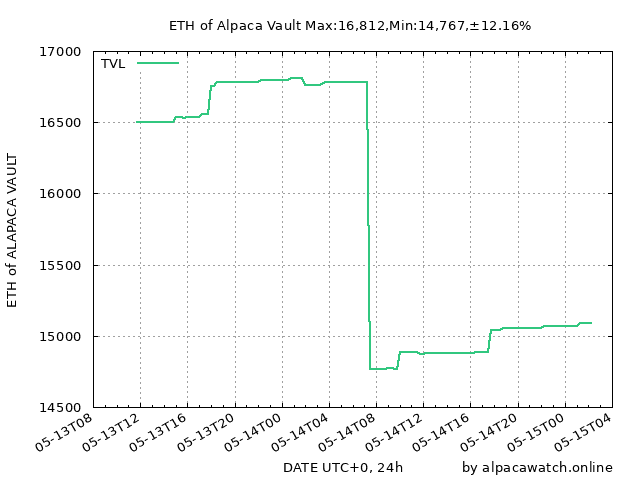 ETH of Alpaca Vault Max:16,812,Min:14,767,±12.16%
TVL
17000
16500
16000
15500
15000
14500
ETH of ALAPACA VAULT
05-13T08
05-13T12
05-13T16
05-13T20
05-14T00
05-14T04
05-14T08
05-14T12
05-14T16
05-14T20
05-15T00
05-15T04
DATE UTC+0, 24h
by alpacawatch.online